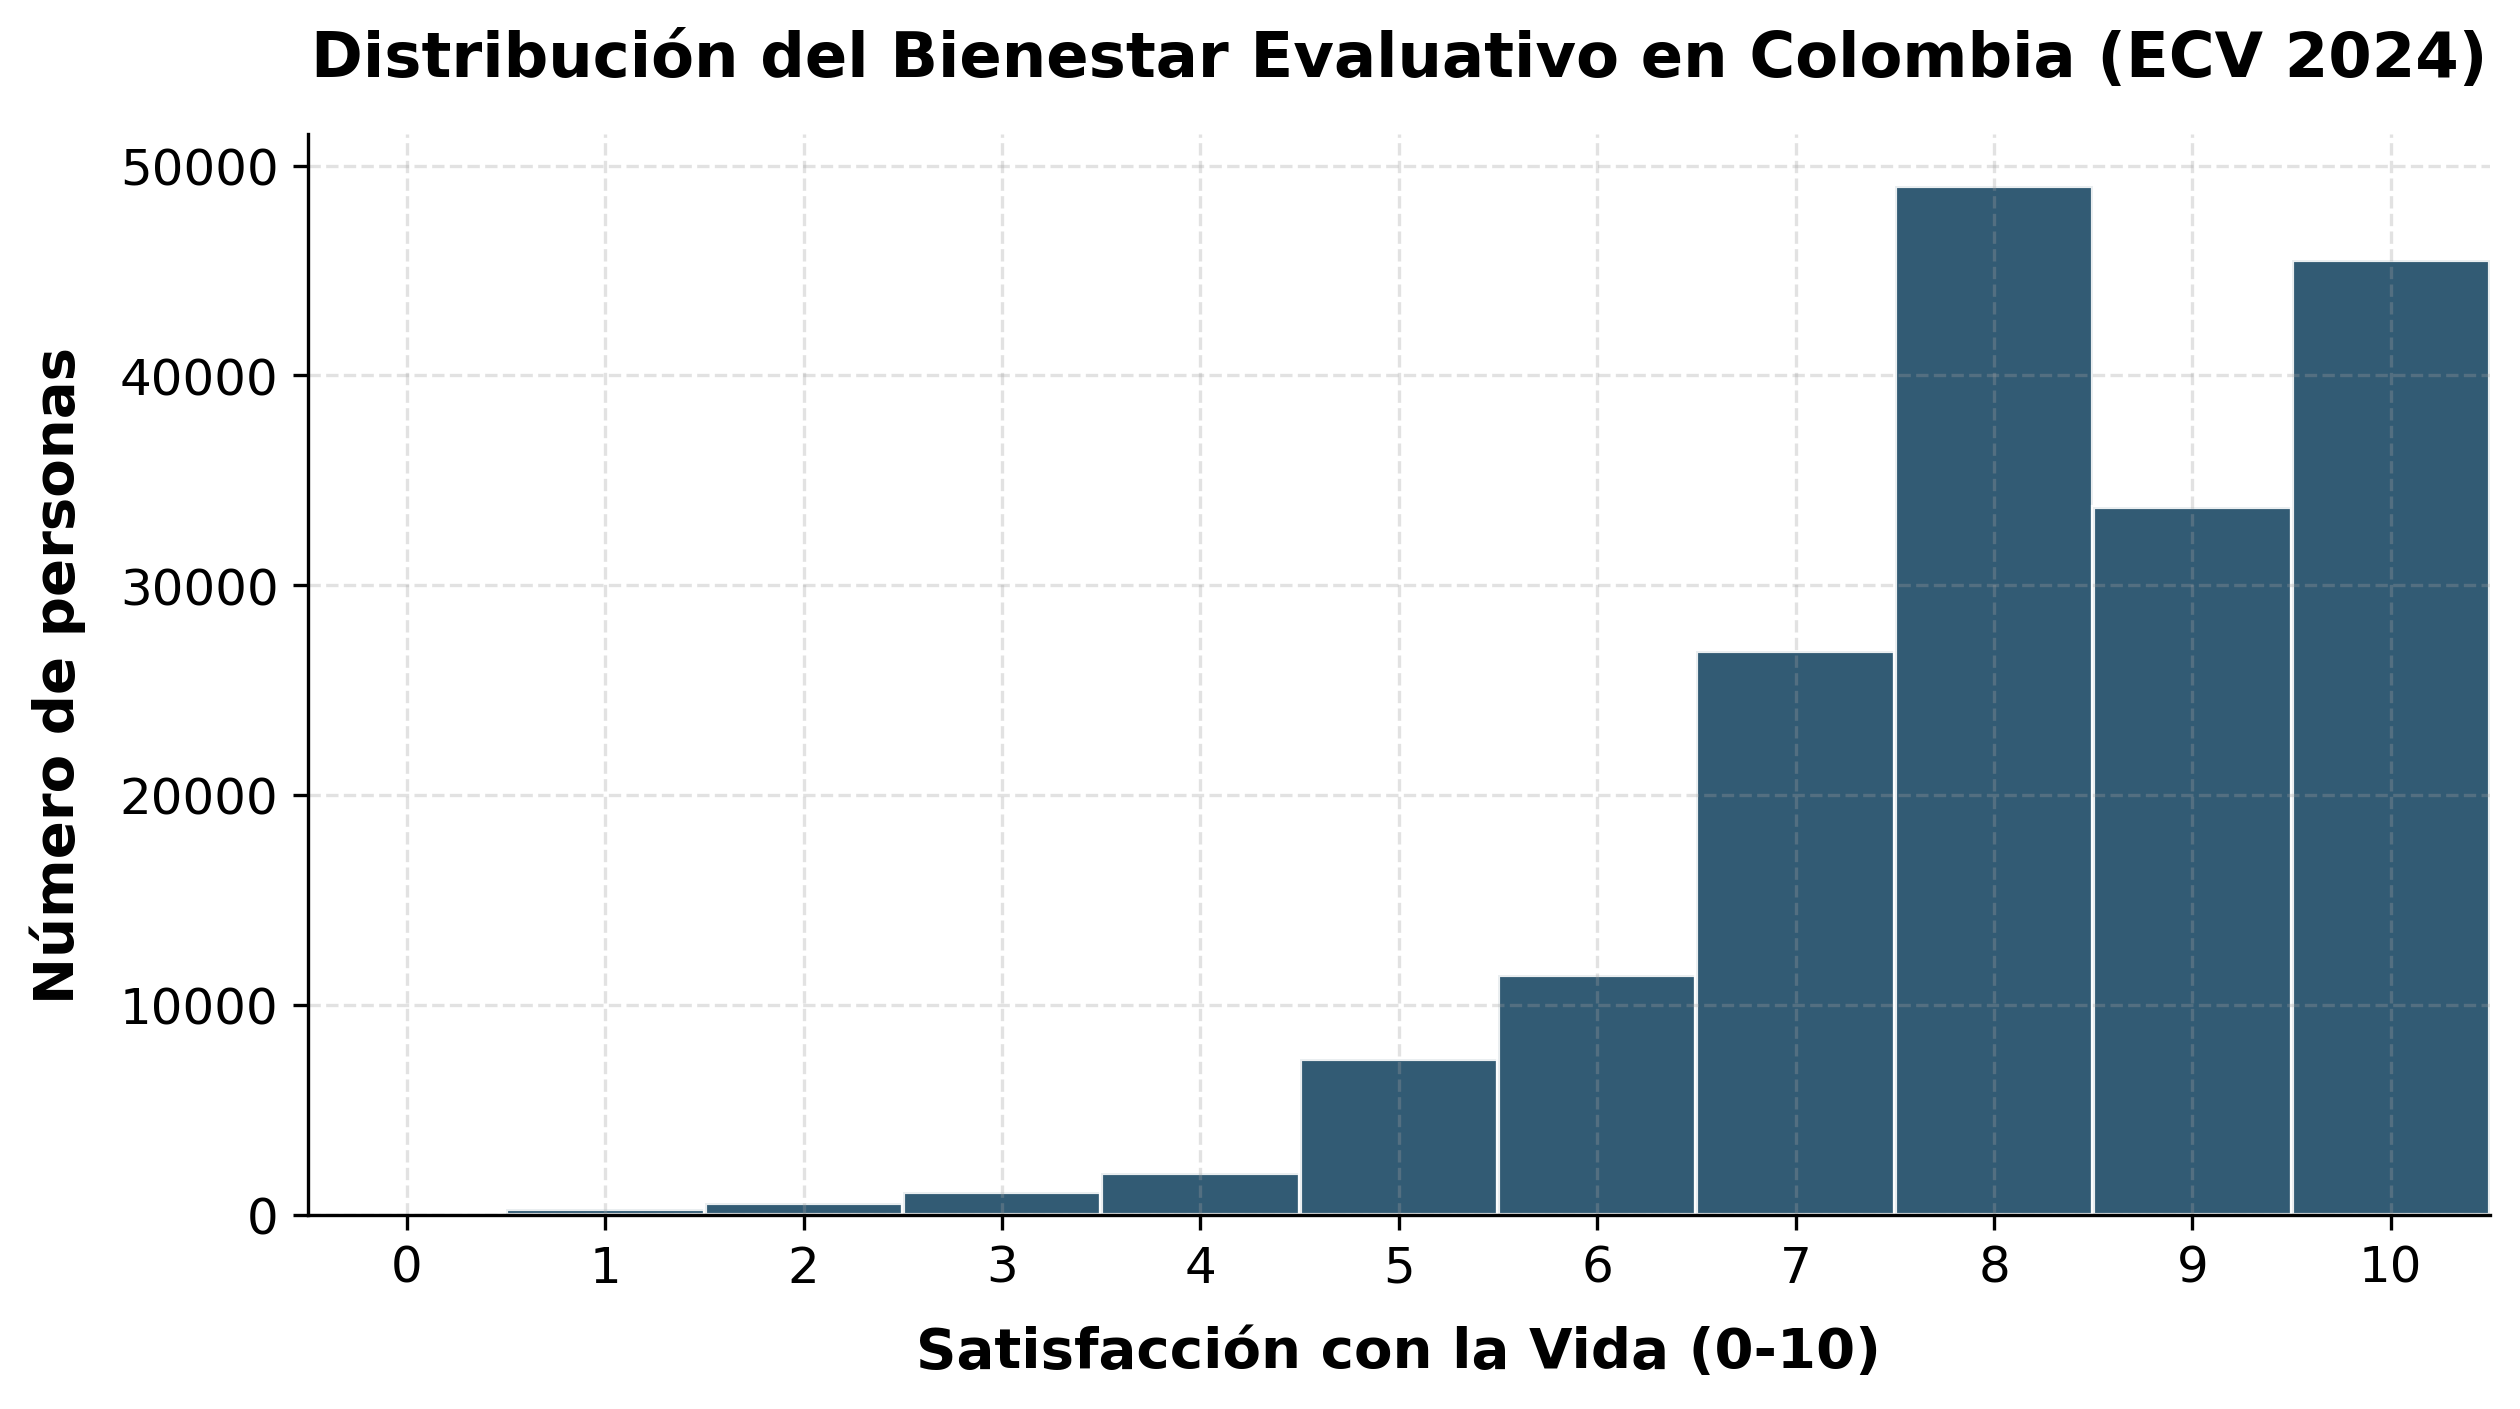 Distribución del Bienestar Evaluativo en Colombia (ECV 2024)
Número de personas
50000
40000
30000
20000
10000
0
0 1 2 3 4 5 6 7 8 9 10
Satisfacción con la Vida (0-10)